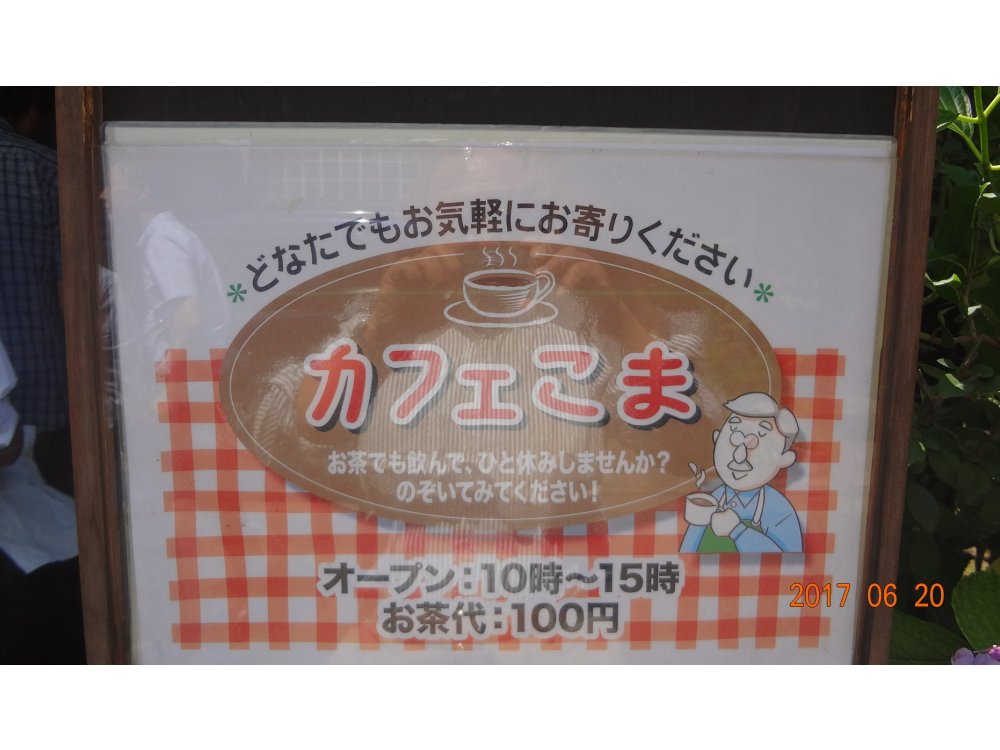 *どなたでもお気軽にお寄りください*
カフェこま
お茶でも飲んで、ひと休みしませんか?
のぞいてみてください!
オープン:10時〜15時
お茶代:100円
2017 06 20